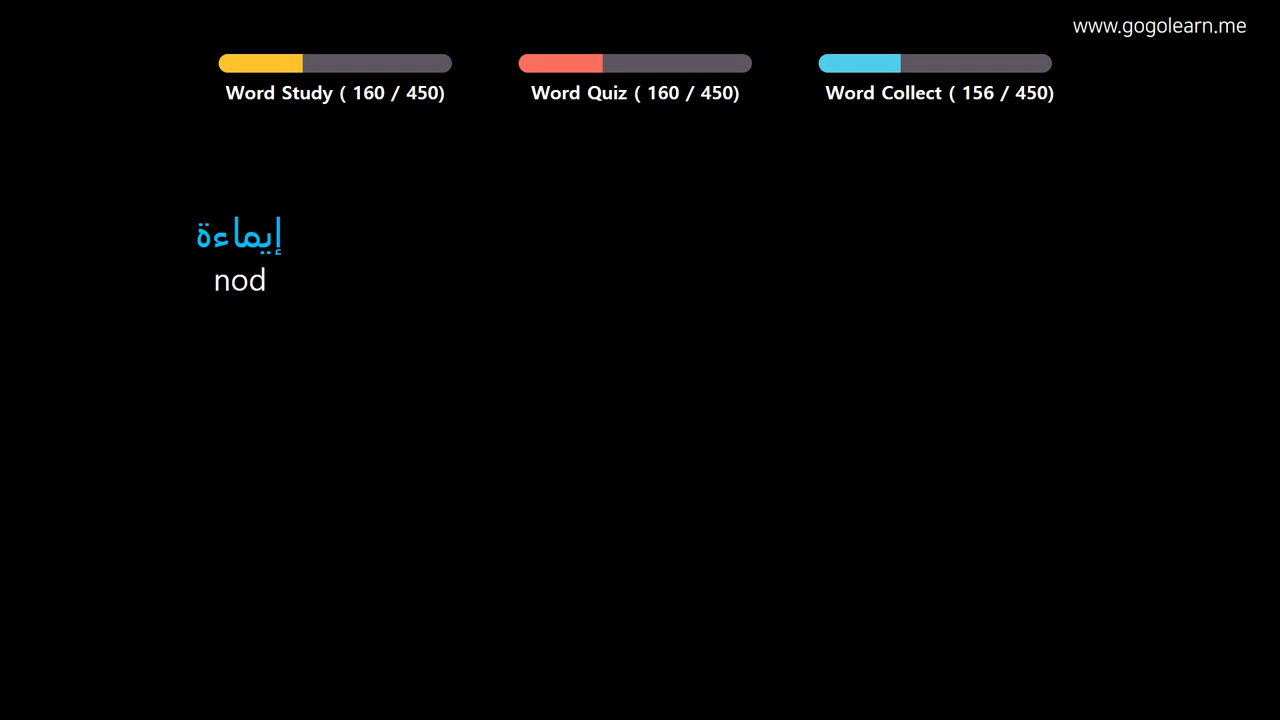 www.gogolearn.me
Word Study ( 160 / 450)
Word Quiz ( 160 / 450)
Word Collect ( 156 / 450)
إيماءة
nod